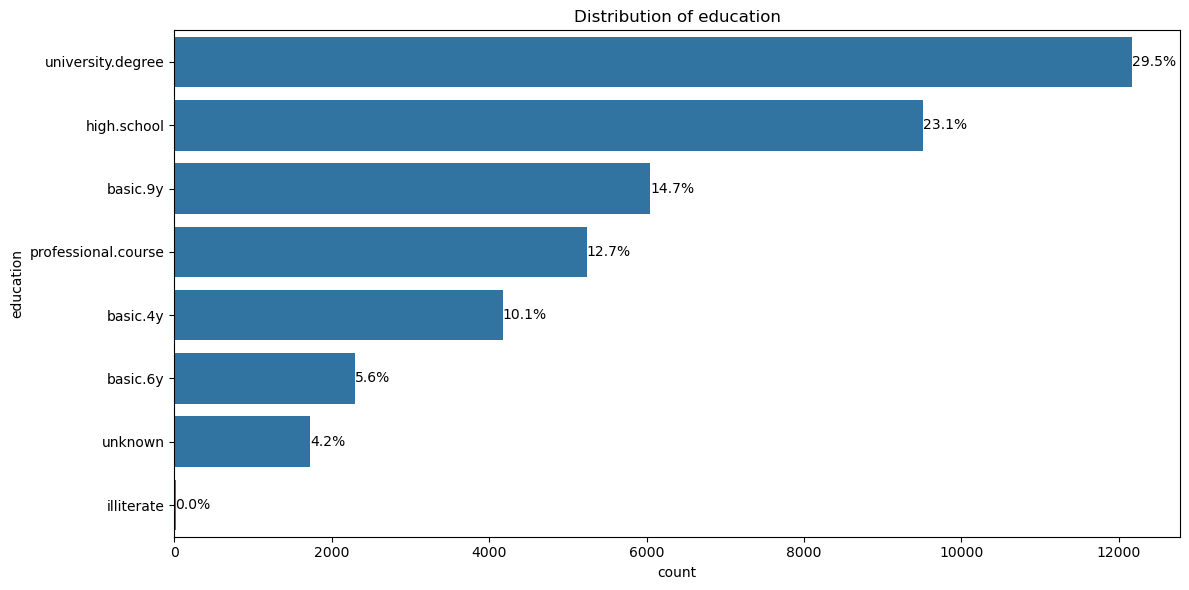 Distribution of education
university.degree 29.5%
high.school 23.1%
basic.9y 14.7%
professional.course 12.7%
basic.4y 10.1%
basic.6y 5.6%
unknown 4.2%
illiterate 0.0%
education
0 2000 4000 6000 8000 10000 12000
count